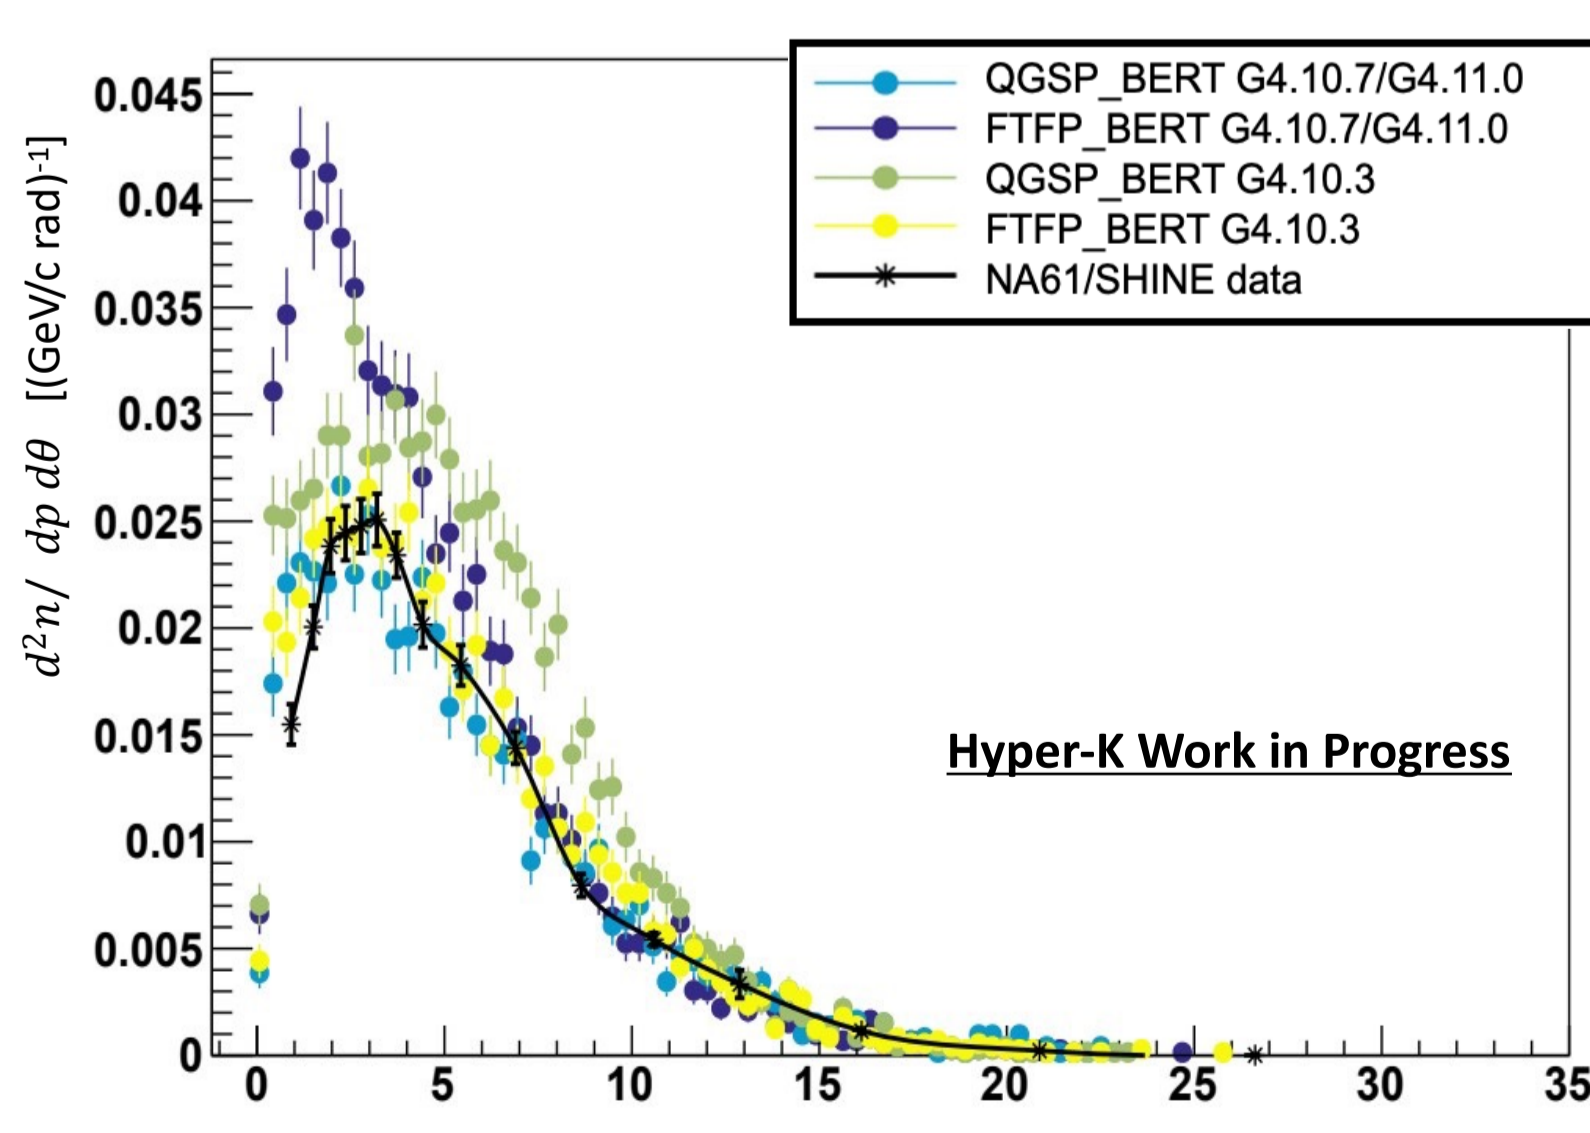 QGSP_BERT G4.10.7/G4.11.0
FTFP_BERT G4.10.7/G4.11.0
QGSP_BERT G4.10.3
FTFP_BERT G4.10.3
NA61/SHINE data
d²n/ dp dθ [(GeV/c rad)⁻¹]
0.045
0.04
0.035
0.03
0.025
0.02
0.015
0.01
0.005
0
Hyper-K Work in Progress
0 5 10 15 20 25 30 35